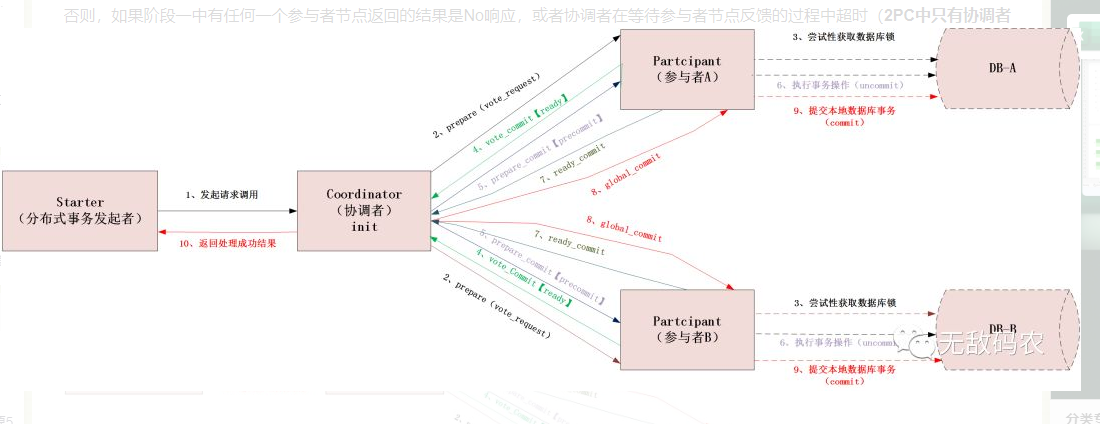 否则，如果阶段一中有任何一个参与者节点返回的结果是No响应，或者协调者在等待参与者节点反馈的过程中超时（2PC中只有协调者
Partcipant
（参与者A）
3、尝试性获取数据库锁
6、执行事务操作（uncommit）
9、提交本地数据库事务
（commit）
DB-A
2、prepare（vote_request）
4、vote_commit【ready】
5、prepare_commit【precommit】
7、ready_commit
8、global_commit
Starter
（分布式事务发起者）
1、发起请求调用
10、返回处理成功结果
Coordinator
（协调者）
init
8、global_commit
7、ready_commit
5、prepare_commit【precommit】
4、vote_Commit【ready】
2、prepare（vote_request）
Partcipant
（参与者B）
3、尝试性获取数据库锁
6、执行事务操作（uncommi
9、提交本地数据库事务
（commit）
DB-B
无敌码农